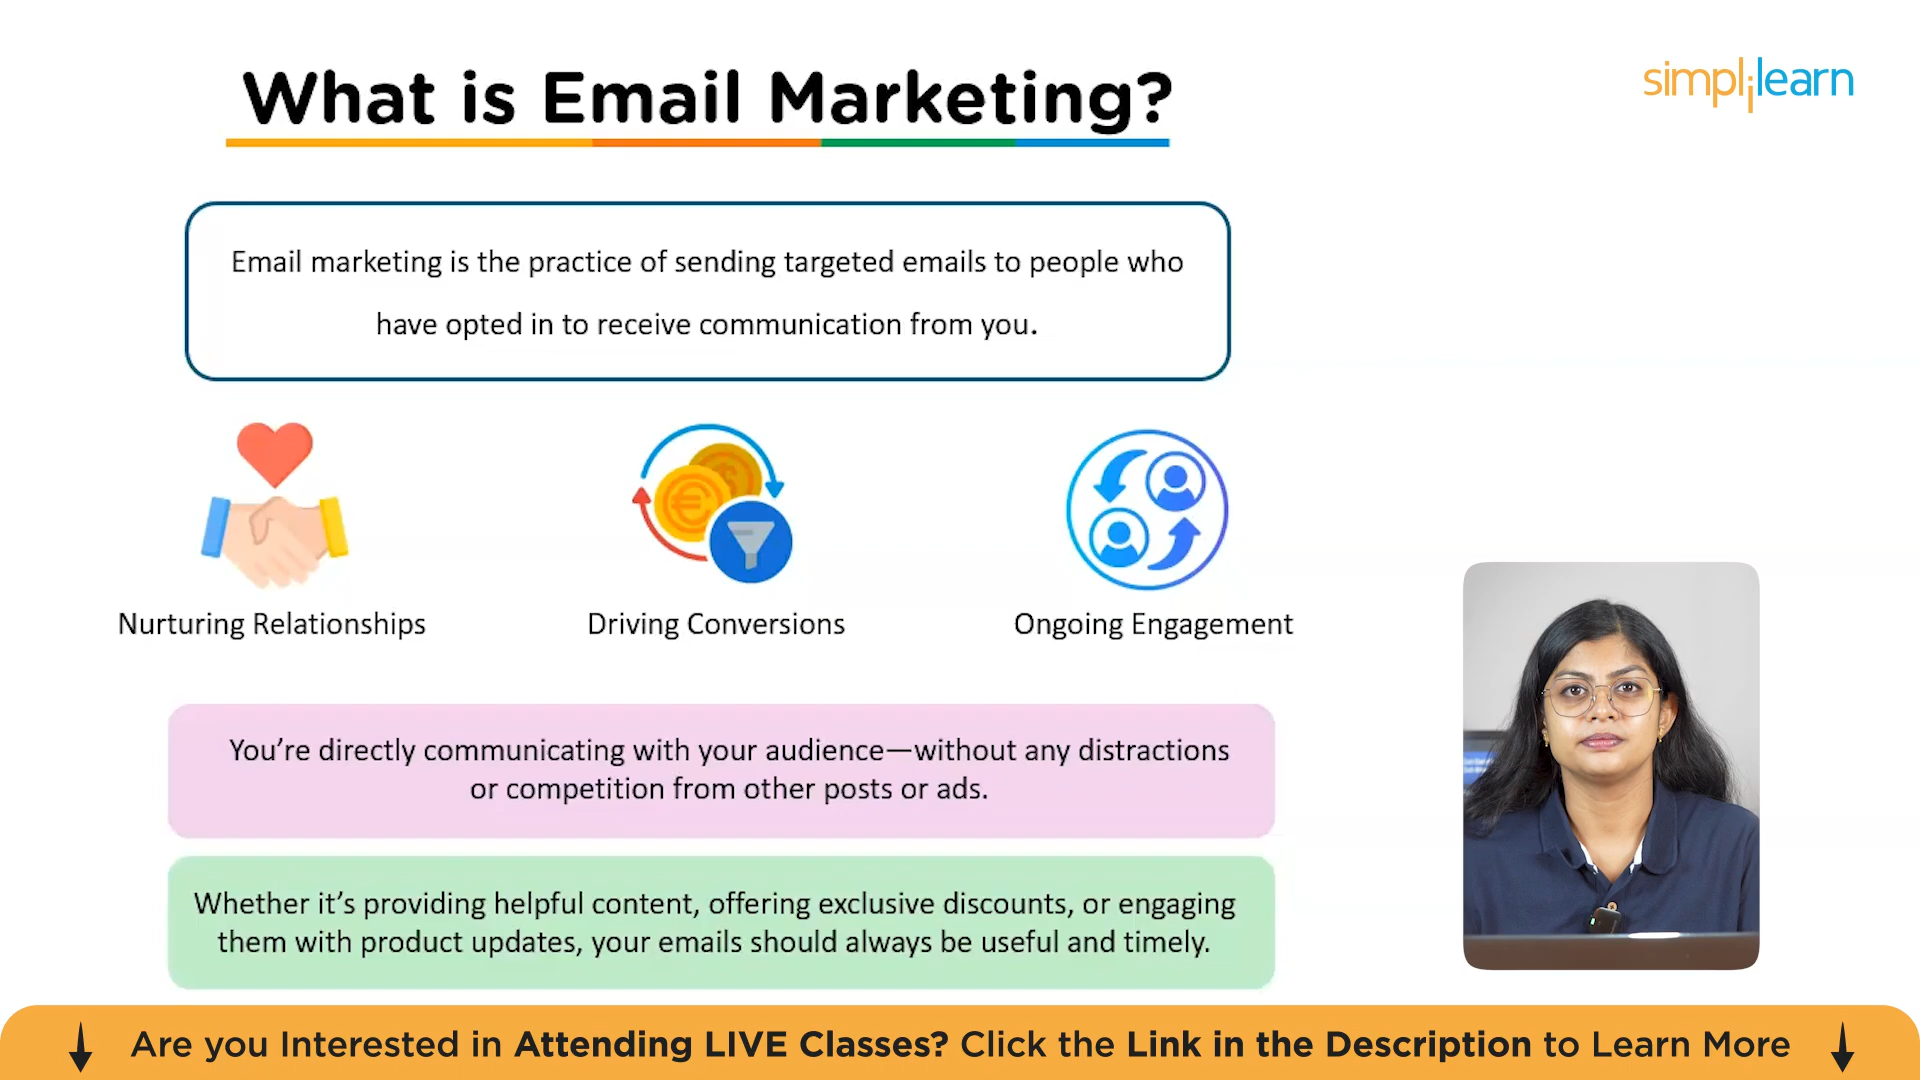 What is Email Marketing?
simplilearn
Email marketing is the practice of sending targeted emails to people who
have opted in to receive communication from you.
Nurturing Relationships
Driving Conversions
Ongoing Engagement
You’re directly communicating with your audience—without any distractions
or competition from other posts or ads.
Whether it’s providing helpful content, offering exclusive discounts, or engaging
them with product updates, your emails should always be useful and timely.
Are you Interested in Attending LIVE Classes? Click the Link in the Description to Learn More